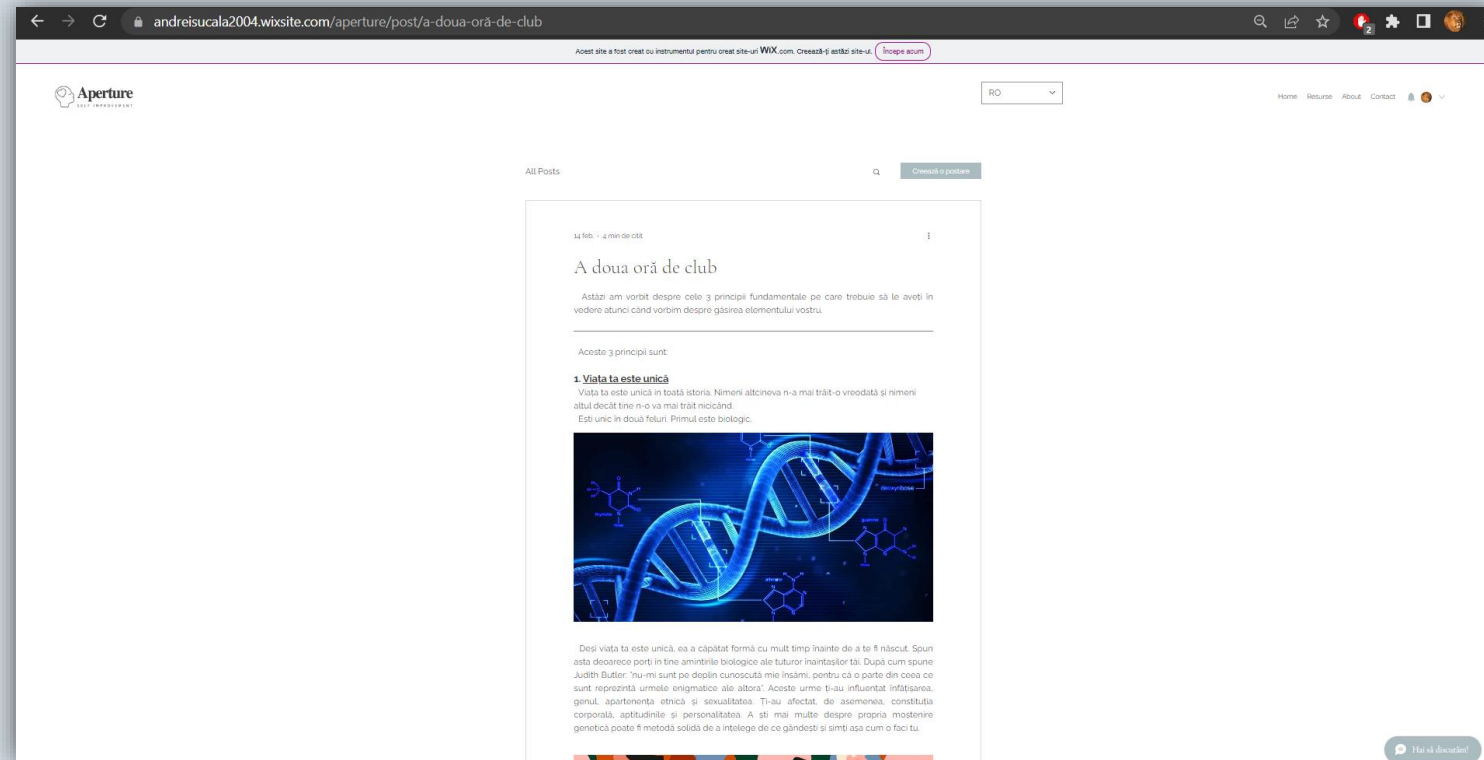 andreisucala2004.wixsite.com/aperture/post/a-doua-oră-de-club
2
Acest site a fost creat cu instrumentul pentru creat site-uri WiX.com. Creează-ți astăzi site-ul. Începe acum
Aperture
SELF IMPROVEMENT
RO
Home Resurse About Contact
All Posts
Creează o postare
14 feb. · 4 min de citit
A doua oră de club
Astăzi am vorbit despre cele 3 principii fundamentale pe care trebuie să le aveți în
vedere atunci când vorbim despre găsirea elementului vostru.
Aceste 3 principii sunt:
1. Viața ta este unică
Viața ta este unică in toată istoria. Nimeni altcineva n-a mai trăit-o vreodată și nimeni
altul decât tine n-o va mai trăit nicicând.
Ești unic în două feluri. Primul este biologic.
deoxyribose
thymine
guanine
adenine
Deși viața ta este unică, ea a căpătat formă cu mult timp înainte de a te fi născut. Spun
asta deoarece porți în tine amintirile biologice ale tuturor înaintașilor tăi. După cum spune
Judith Butler: "nu-mi sunt pe deplin cunoscută mie însămi, pentru că o parte din ceea ce
sunt reprezintă urmele enigmatice ale altora". Aceste urme ți-au influențat înfățișarea,
genul, apartenența etnică și sexualitatea. Ți-au afectat, de asemenea, constituția
corporală, aptitudinile și personalitatea. A ști mai multe despre propria moștenire
genetică poate fi metodă solidă de a înțelege de ce gândești și simți așa cum o faci tu.
Hai să discutăm!